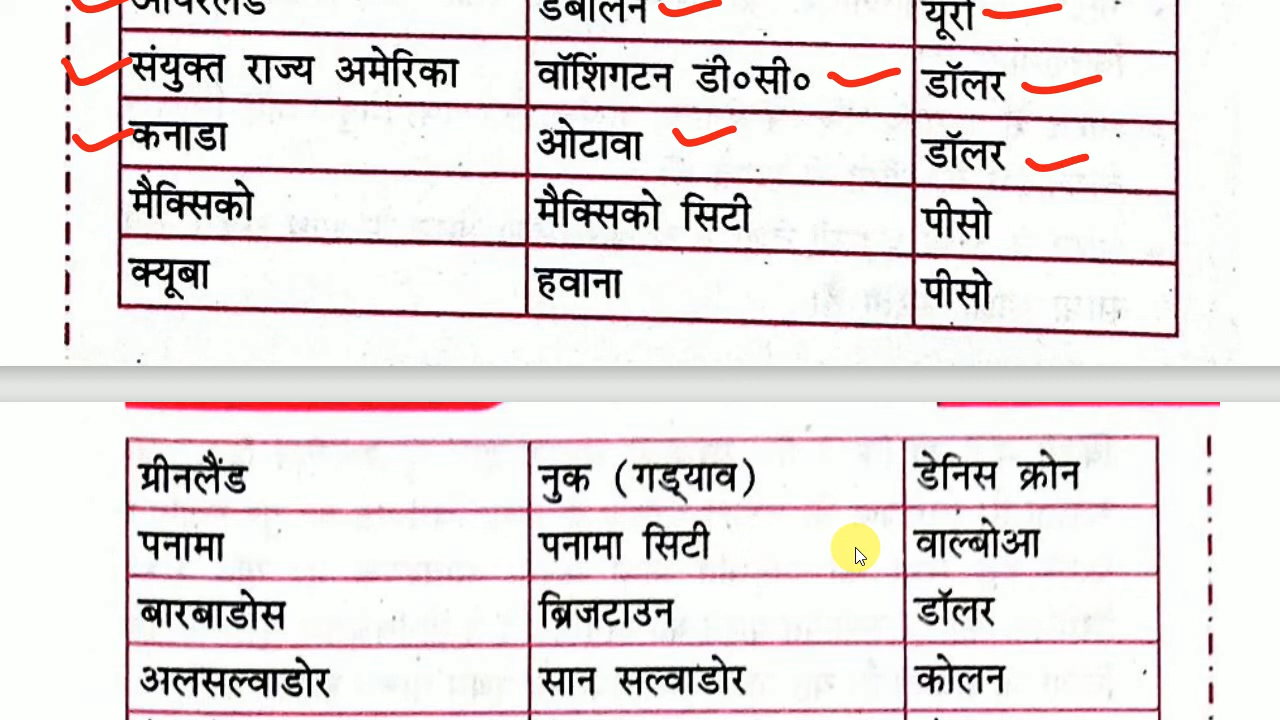 आयरलैंड डबलिन यूरो
संयुक्त राज्य अमेरिका वॉशिंगटन डी०सी० डॉलर
कनाडा ओटावा डॉलर
मैक्सिको मैक्सिको सिटी पीसो
क्यूबा हवाना पीसो
ग्रीनलैंड नुक (गड्याव) डेनिस क्रोन
पनामा पनामा सिटी वाल्बोआ
बारबाडोस ब्रिजटाउन डॉलर
अलसल्वाडोर सान सल्वाडोर कोलन